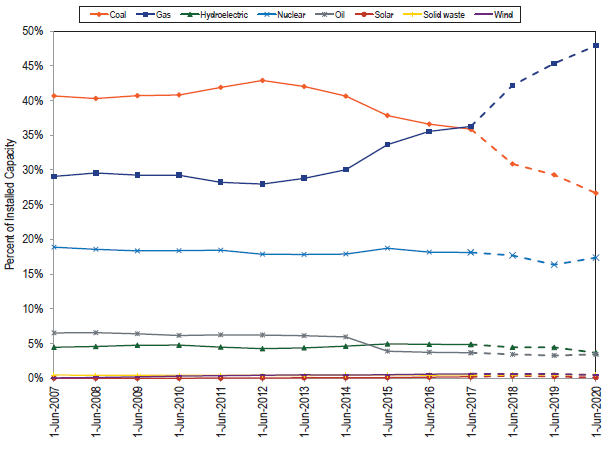 Coal Gas Hydroelectric Nuclear Oil Solar Solid waste Wind
50%
45%
40%
35%
30%
25%
20%
15%
10%
5%
0%
Percent of Installed Capacity
1-Jun-2007
1-Jun-2008
1-Jun-2009
1-Jun-2010
1-Jun-2011
1-Jun-2012
1-Jun-2013
1-Jun-2014
1-Jun-2015
1-Jun-2016
1-Jun-2017
1-Jun-2018
1-Jun-2019
1-Jun-2020